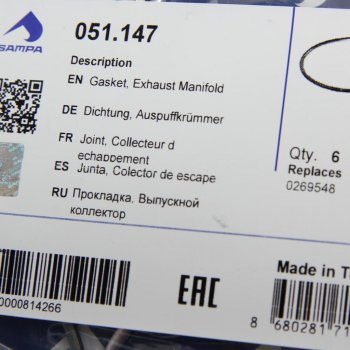 SAMPA
051.147
Description
EN Gasket, Exhaust Manifold
DE Dichtung, Auspuffkrümmer
FR Joint, Collecteur d
echappement
ES Junta, Colector de escape
RU Прокладка, Выпускной
коллектор
Qty. 6
Replaces
0269548
0000814266
EAC
Made in T
8 680281 71